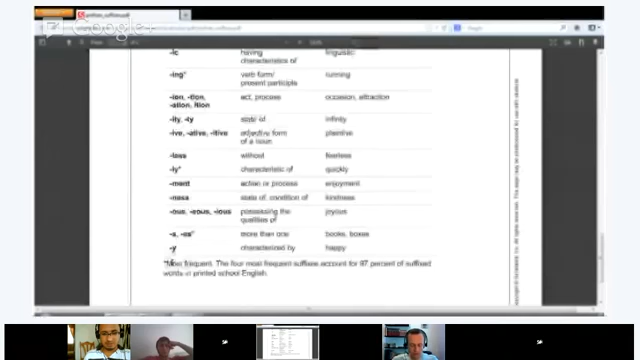 Google+
-ic having linguistic
characteristics of
-ing* verb form/ running
present participle
-ion, -tion, act, process occasion, attraction
-ation, ition
-ity, -ty state of infinity
-ive, -ative, -itive adjective form plaintive
of a noun
-less without fearless
-ly* characteristic of quickly
-ment action or process enjoyment
-ness state of, condition of kindness
-ous, -eous, -ious possessing the joyous
qualities of
-s, -es* more than one books, boxes
-y characterized by happy
*Most frequent. The four most frequent suffixes account for 97 percent of suffixed
words in printed school English.